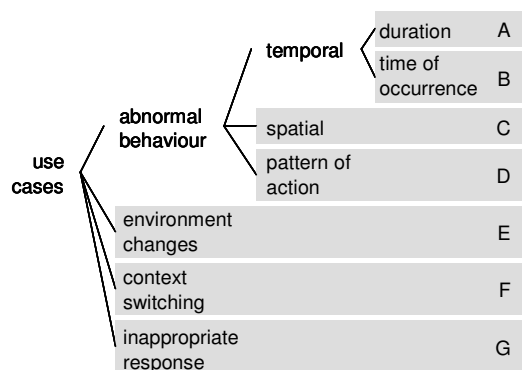 temporal
duration A
time of
occurrence B
abnormal
behaviour
spatial C
pattern of
action D
use
cases
environment
changes E
context
switching F
inappropriate
response G